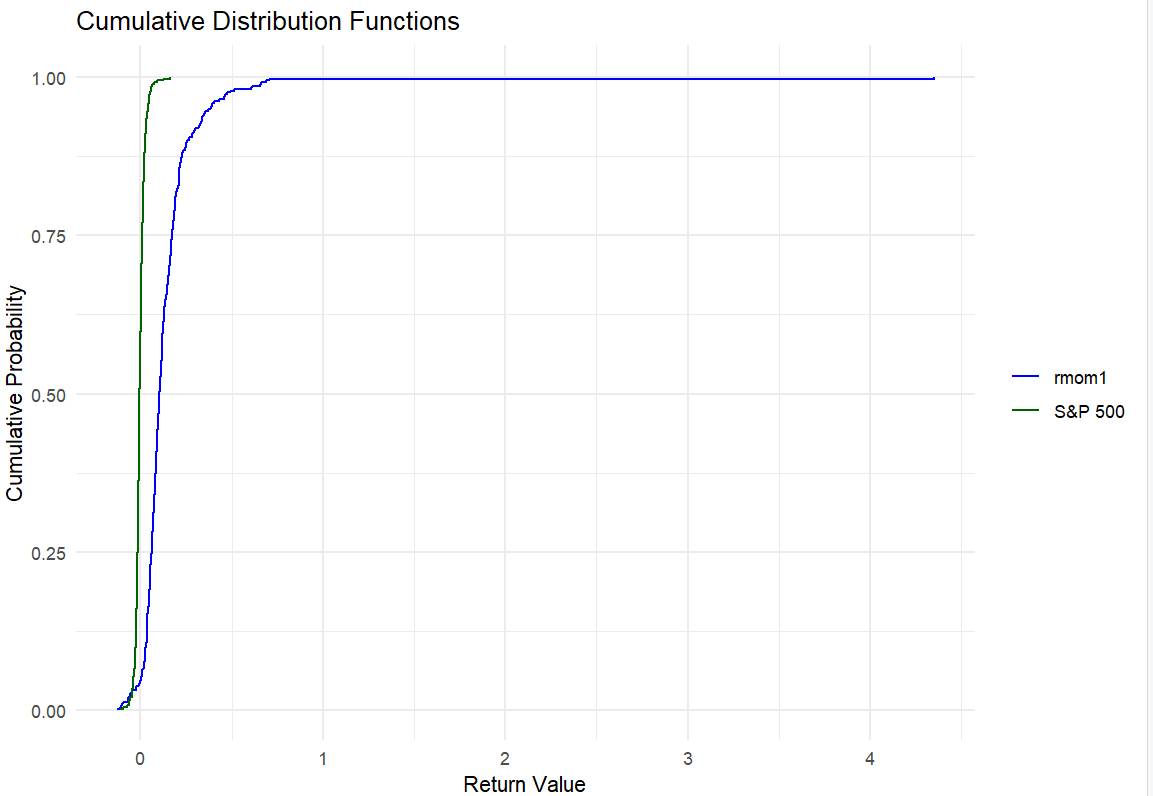 Cumulative Distribution Functions
1.00
0.75
0.50
0.25
0.00
Cumulative Probability
0
1
2
3
4
Return Value
rmom1
S&P 500